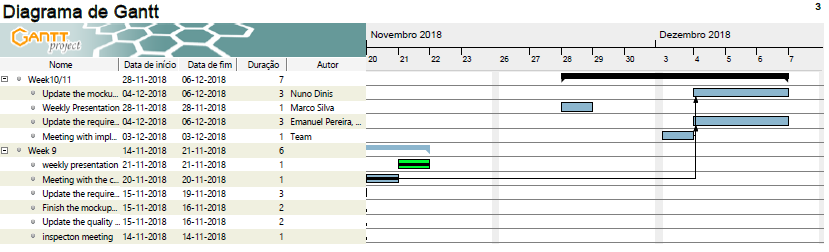 Diagrama de Gantt
3
GANTT project
Novembro 2018 Dezembro 2018
Nome Data de início Data de fim Duração Autor
20 21 22 23 26 27 28 29 30 3 4 5 6 7
Week10/11 28-11-2018 06-12-2018 7
Update the mocku... 04-12-2018 06-12-2018 3 Nuno Dinis
Weekly Presentation 28-11-2018 28-11-2018 1 Marco Silva
Update the require... 04-12-2018 06-12-2018 3 Emanuel Pereira, ...
Meeting with impl... 03-12-2018 03-12-2018 1 Team
Week 9 14-11-2018 21-11-2018 6
weekly presentation 21-11-2018 21-11-2018 1
Meeting with the c... 20-11-2018 20-11-2018 1
Update the require... 15-11-2018 19-11-2018 3
Finish the mockup... 15-11-2018 16-11-2018 2
Update the quality ... 15-11-2018 16-11-2018 2
inspecton meeting 14-11-2018 14-11-2018 1